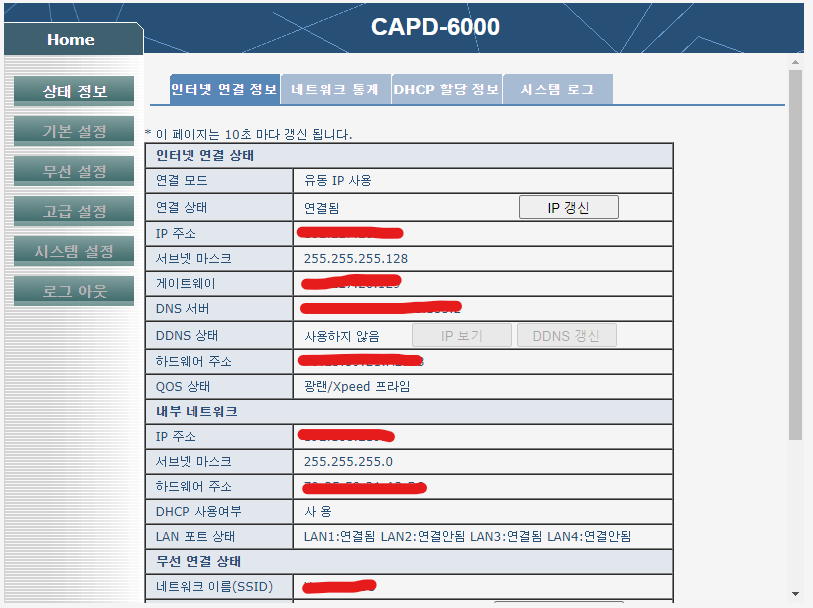 CAPD-6000
Home
상태 정보
기본 설정
무선 설정
고급 설정
시스템 설정
로그 아웃
인터넷 연결 정보 네트워크 통계 DHCP 할당 정보 시스템 로그
* 이 페이지는 10초 마다 갱신 됩니다.
인터넷 연결 상태
연결 모드 유동 IP 사용
연결 상태 연결됨 IP 갱신
IP 주소
서브넷 마스크 255.255.255.128
게이트웨이
DNS 서버
DDNS 상태 사용하지 않음 IP 보기 DDNS 갱신
하드웨어 주소
QOS 상태 광랜/Xpeed 프라임
내부 네트워크
IP 주소
서브넷 마스크 255.255.255.0
하드웨어 주소
DHCP 사용여부 사 용
LAN 포트 상태 LAN1:연결됨 LAN2:연결안됨 LAN3:연결됨 LAN4:연결안됨
무선 연결 상태
네트워크 이름(SSID)